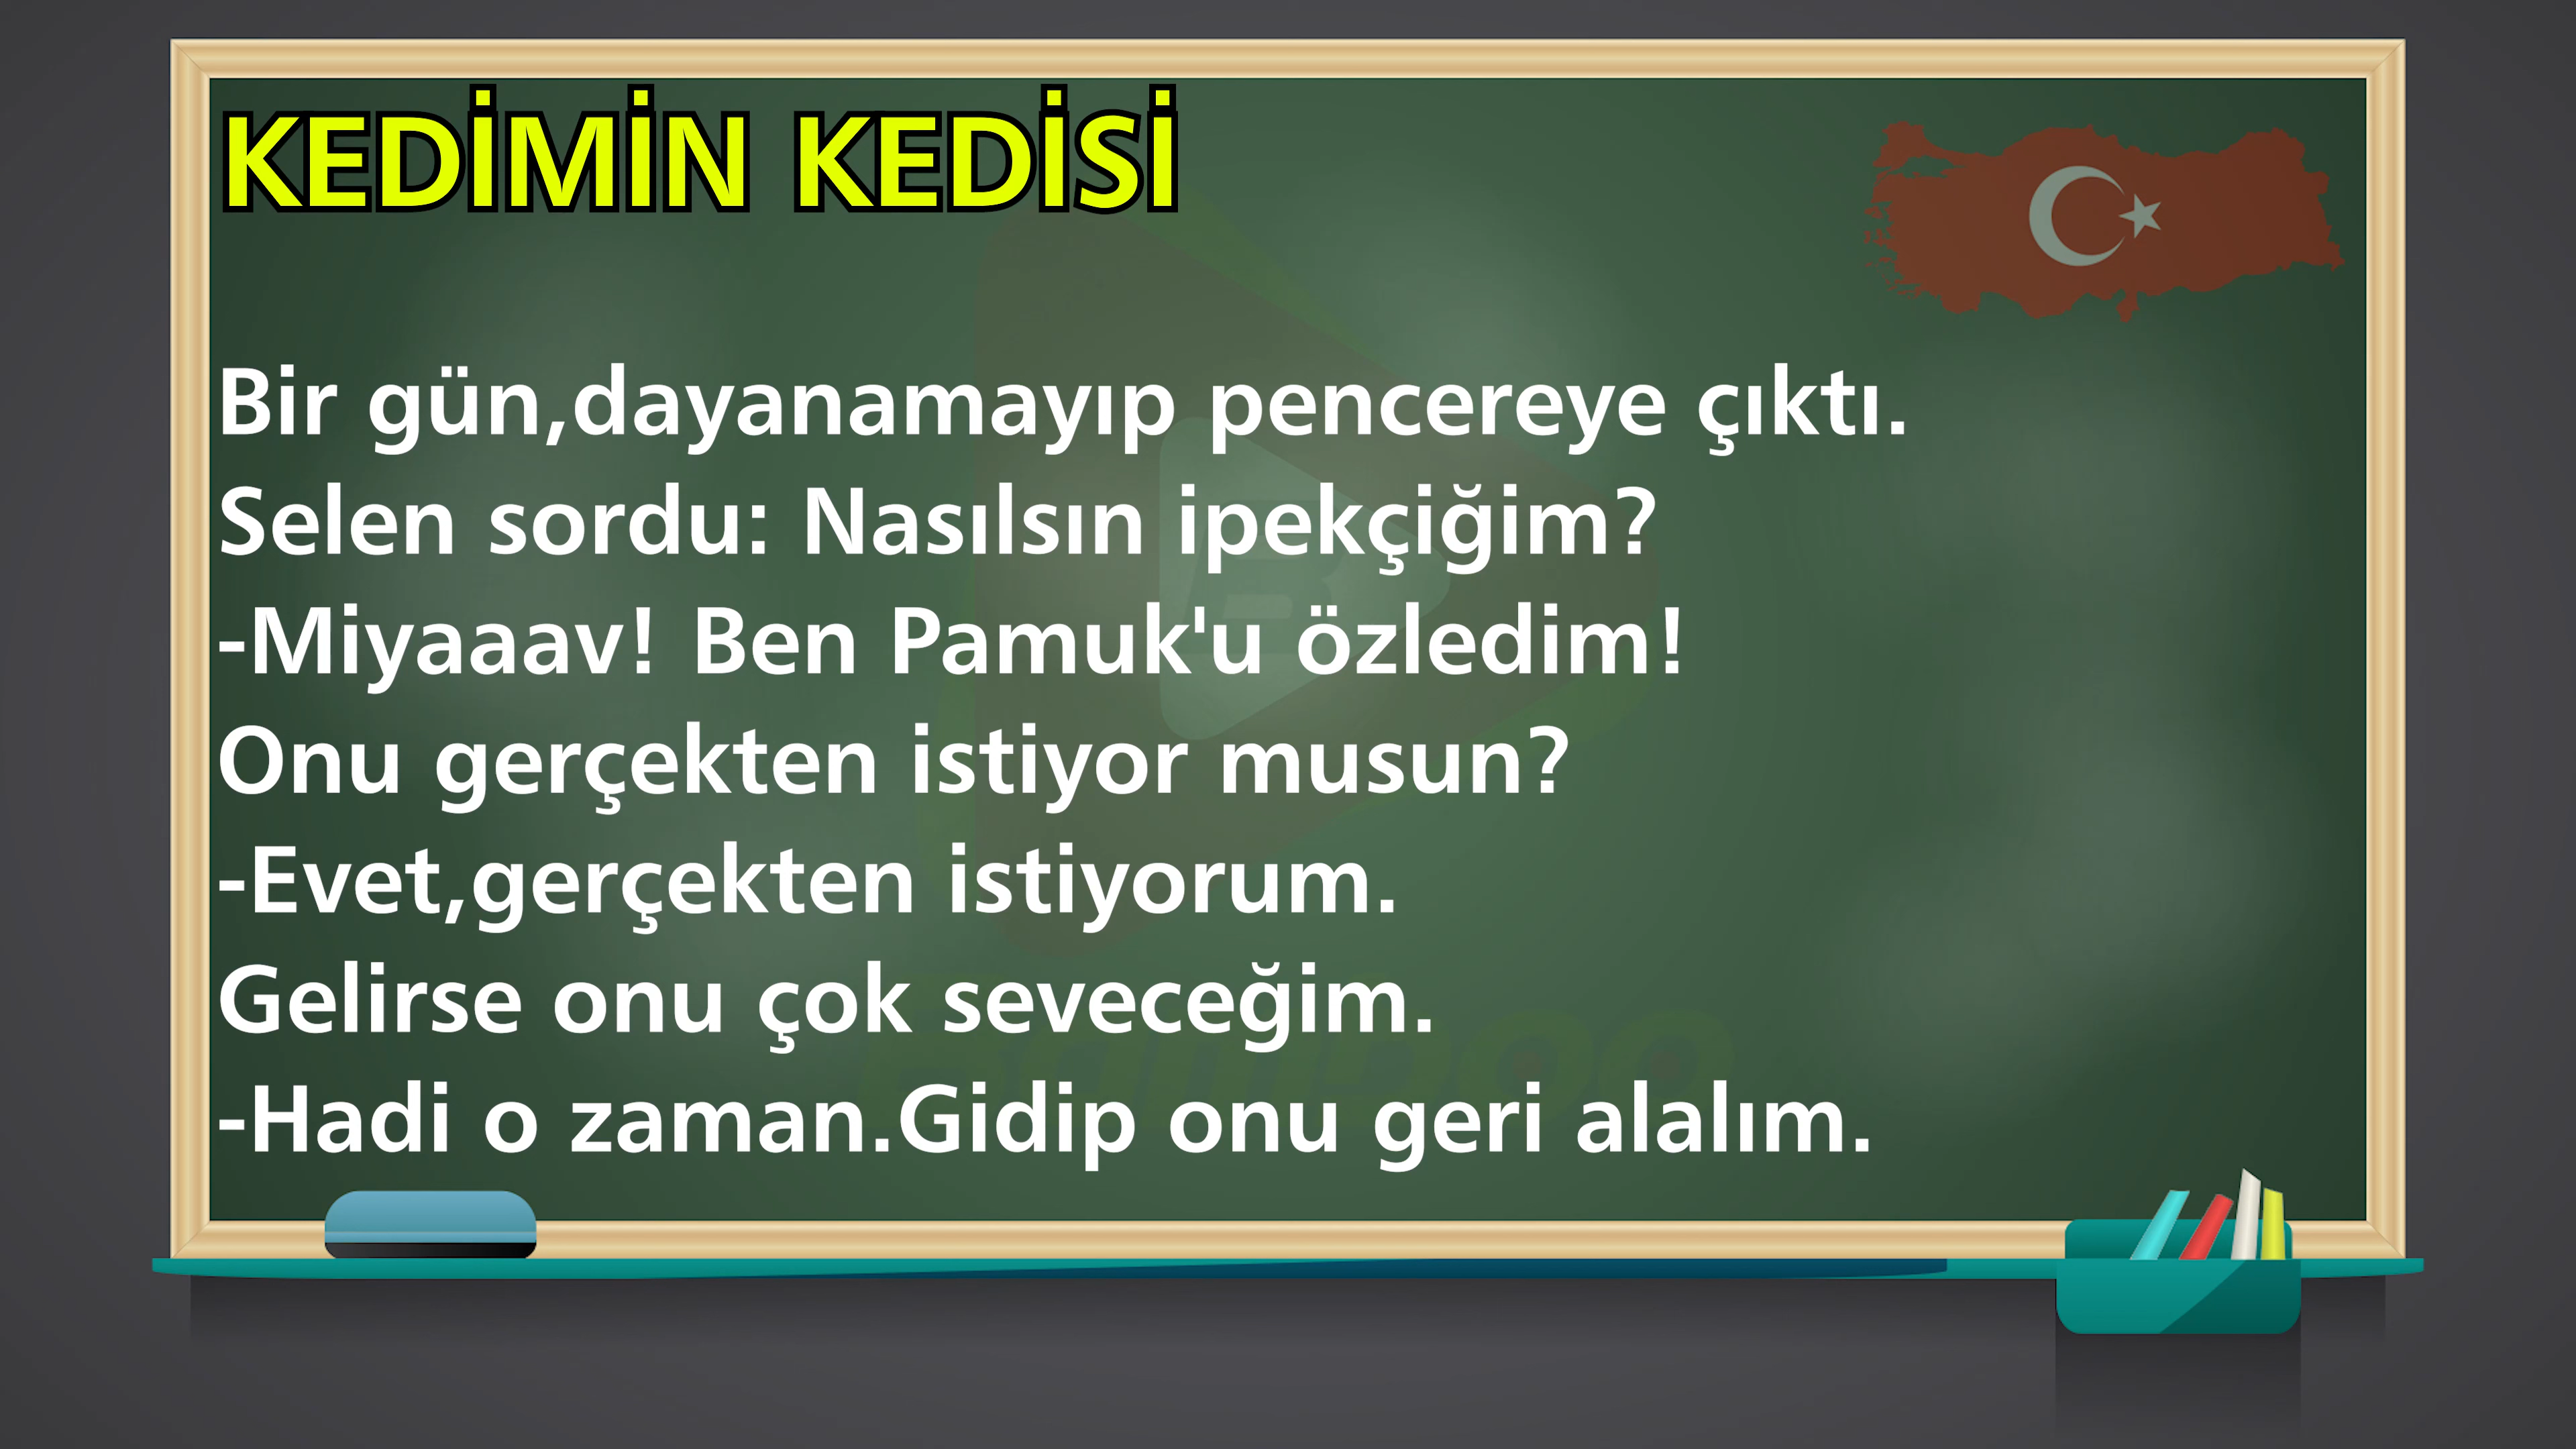 KEDİMİN KEDİSİ
Bir gün,dayanamayıp pencereye çıktı.
Selen sordu: Nasılsın ipekçiğim?
-Miyaaav! Ben Pamuk'u özledim!
Onu gerçekten istiyor musun?
-Evet,gerçekten istiyorum.
Gelirse onu çok seveceğim.
-Hadi o zaman.Gidip onu geri alalım.